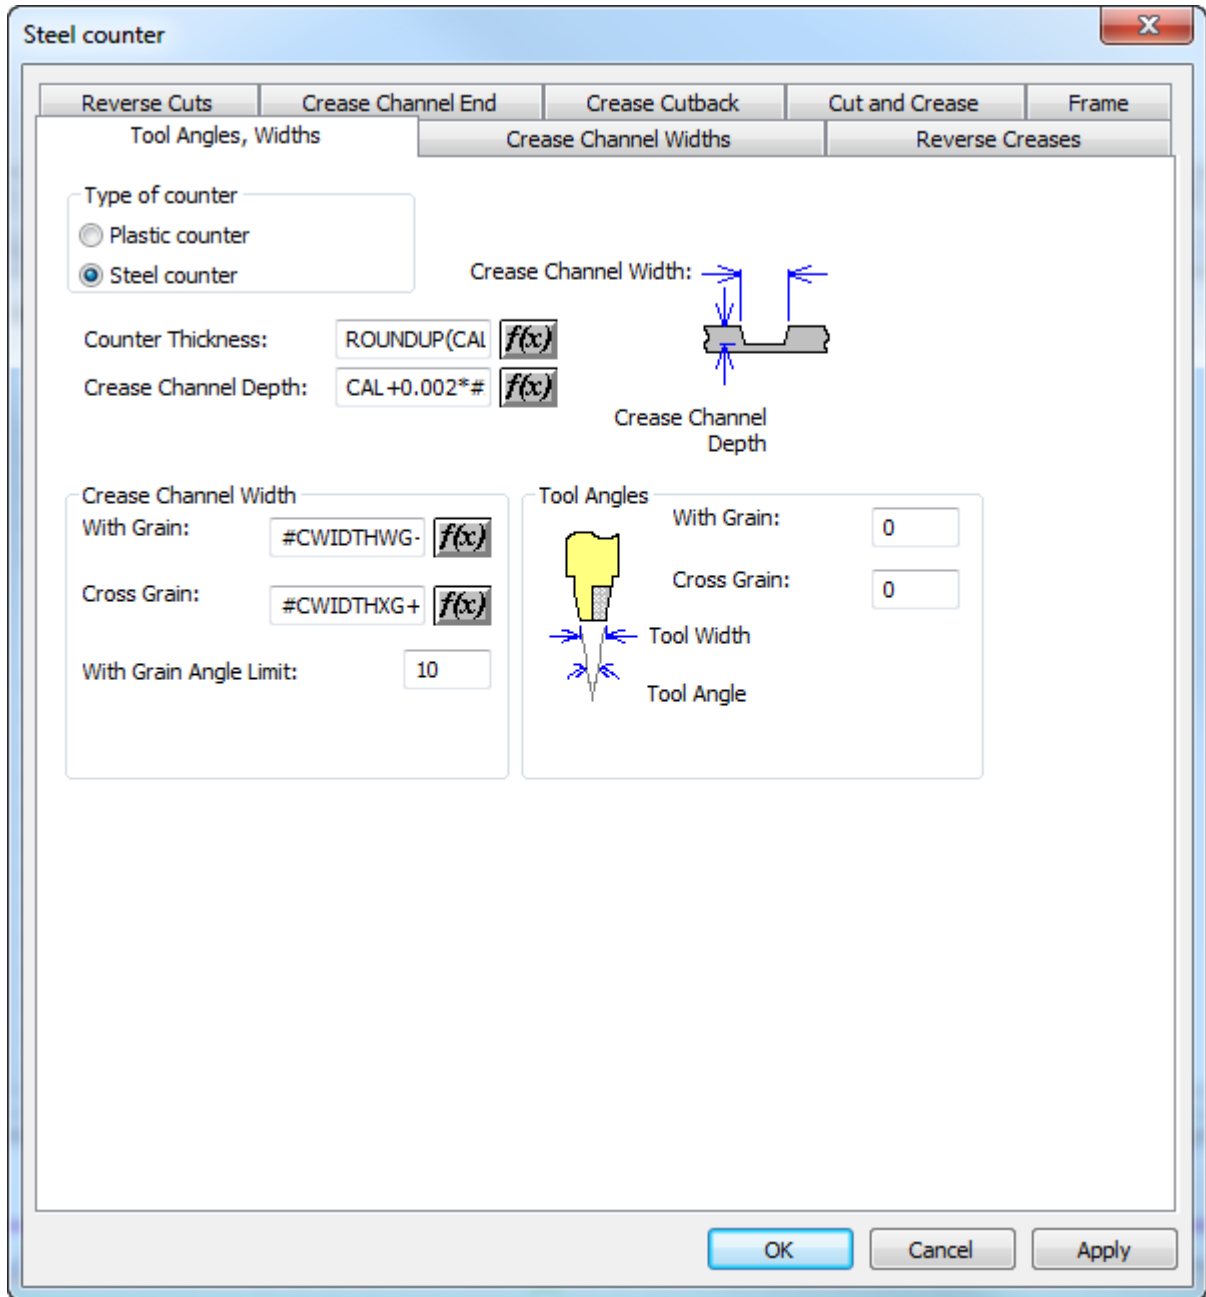 Steel counter
x
Reverse Cuts
Crease Channel End
Crease Cutback
Cut and Crease
Frame
Tool Angles, Widths
Crease Channel Widths
Reverse Creases
Type of counter
Plastic counter
Steel counter
Crease Channel Width:
Counter Thickness:
ROUNDUP(CAL
f(x)
Crease Channel Depth:
CAL+0.002*#
f(x)
Crease Channel
Depth
Crease Channel Width
With Grain:
#CWIDTHWG-
f(x)
Cross Grain:
#CWIDTHXG+
f(x)
With Grain Angle Limit:
10
Tool Angles
With Grain:
0
Cross Grain:
0
Tool Width
Tool Angle
OK
Cancel
Apply